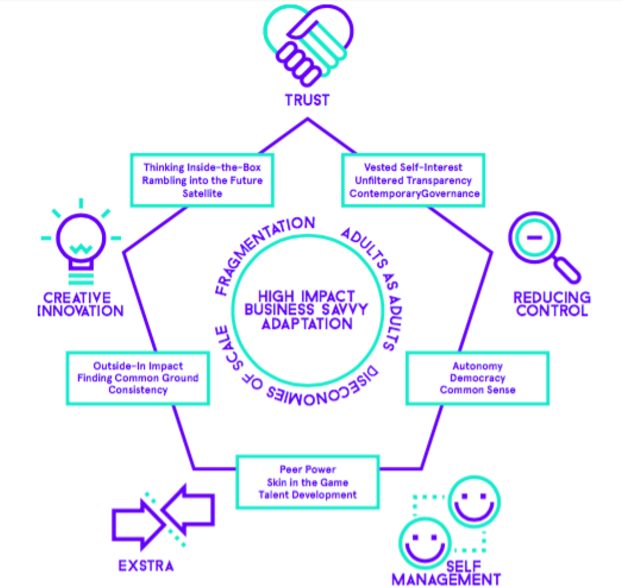 TRUST
Thinking Inside-the-Box
Rambling into the Future
Satellite
Vested Self-Interest
Unfiltered Transparency
ContemporaryGovernance
FRAGMENTATION
ADULTS AS ADULTS
DISECONOMIES OF SCALE
HIGH IMPACT
BUSINESS SAVVY
ADAPTATION
CREATIVE
INNOVATION
REDUCING
CONTROL
Outside-In Impact
Finding Common Ground
Consistency
Autonomy
Democracy
Common Sense
Peer Power
Skin in the Game
Talent Development
EXSTRA
SELF
MANAGEMENT